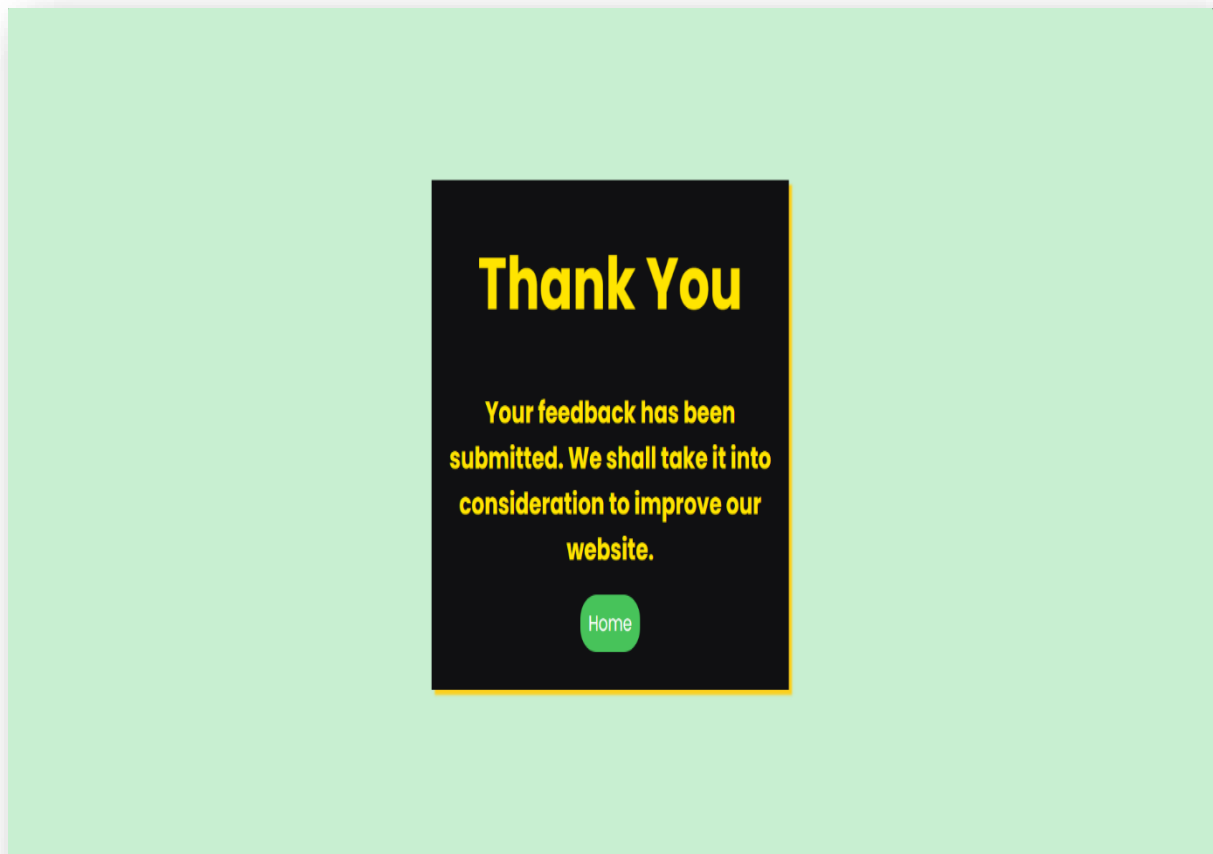 Thank You
Your feedback has been
submitted. We shall take it into
consideration to improve our
website.
Home